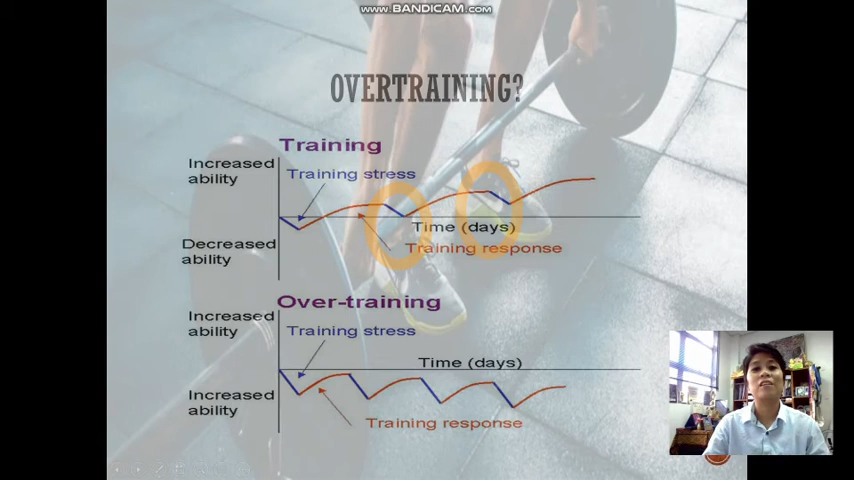 WWW.BANDICAM.COM
OVERTRAINING?
Training
Increased
ability
Training stress
Time (days)
Decreased
ability
Training response
Over-training
Increased
ability
Training stress
Time (days)
Increased
ability
Training response